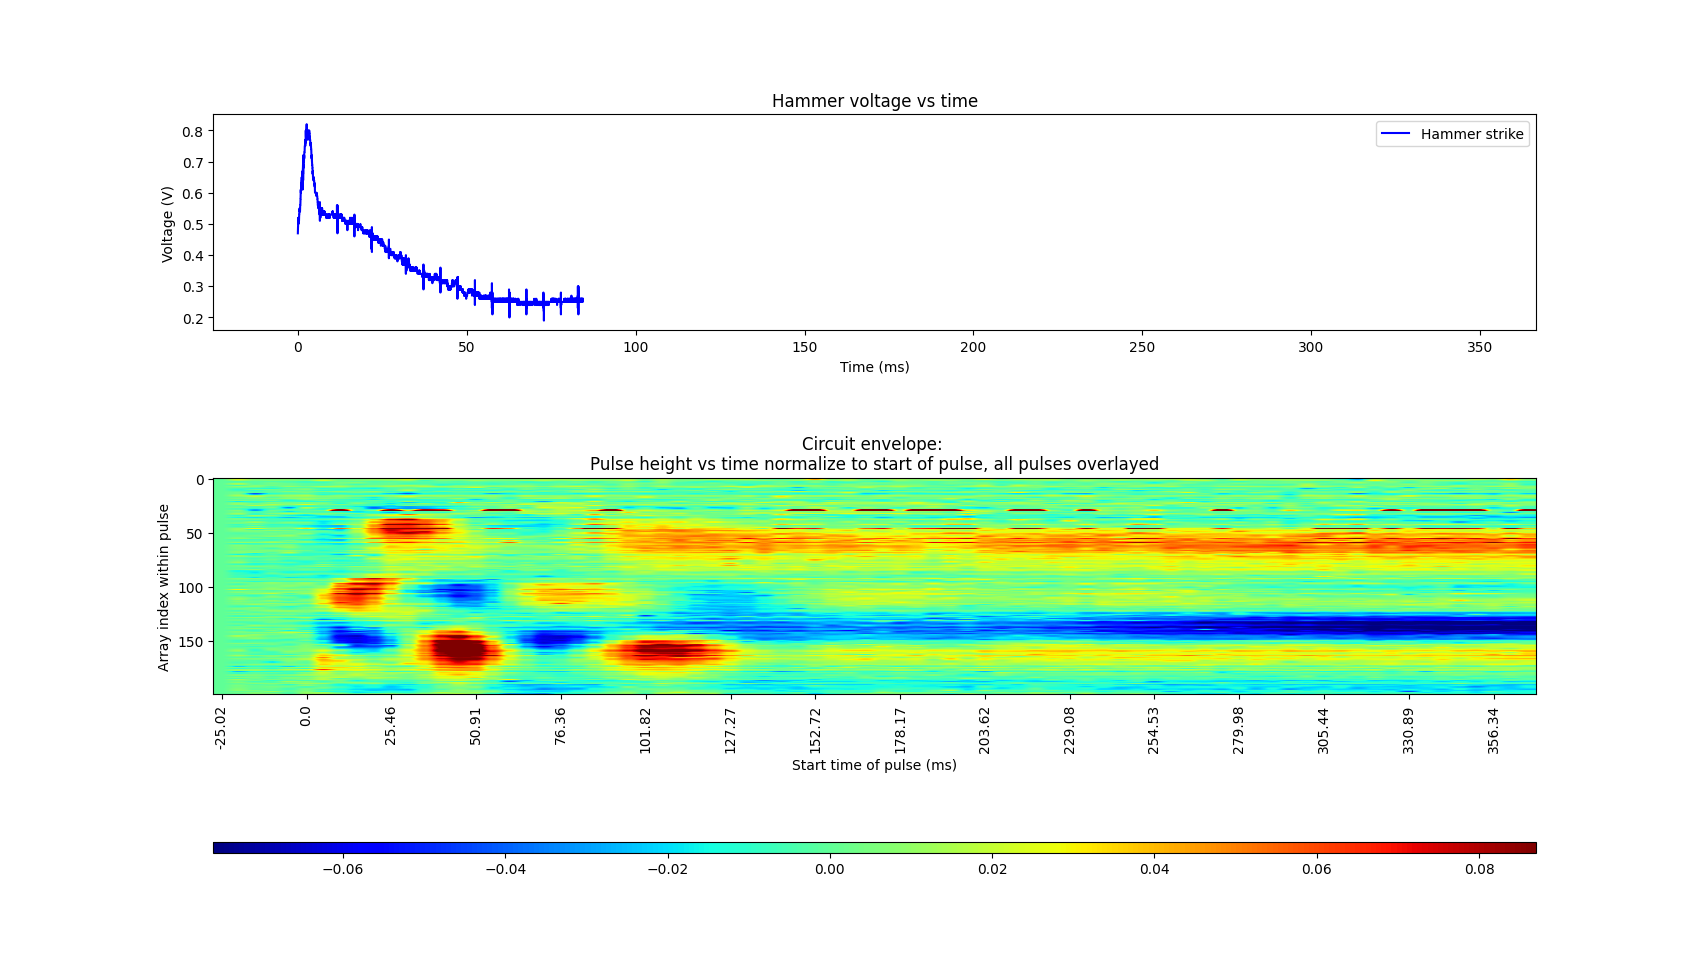 Hammer voltage vs time
Hammer strike
0.8
0.7
0.6
0.5
0.4
0.3
0.2
Voltage (V)
0 50 100 150 200 250 300 350
Time (ms)
Circuit envelope:
Pulse height vs time normalize to start of pulse, all pulses overlayed
0
50
100
150
Array index within pulse
-25.02 0.0 25.46 50.91 76.36 101.82 127.27 152.72 178.17 203.62 229.08 254.53 279.98 305.44 330.89 356.34
Start time of pulse (ms)
−0.06 −0.04 −0.02 0.00 0.02 0.04 0.06 0.08